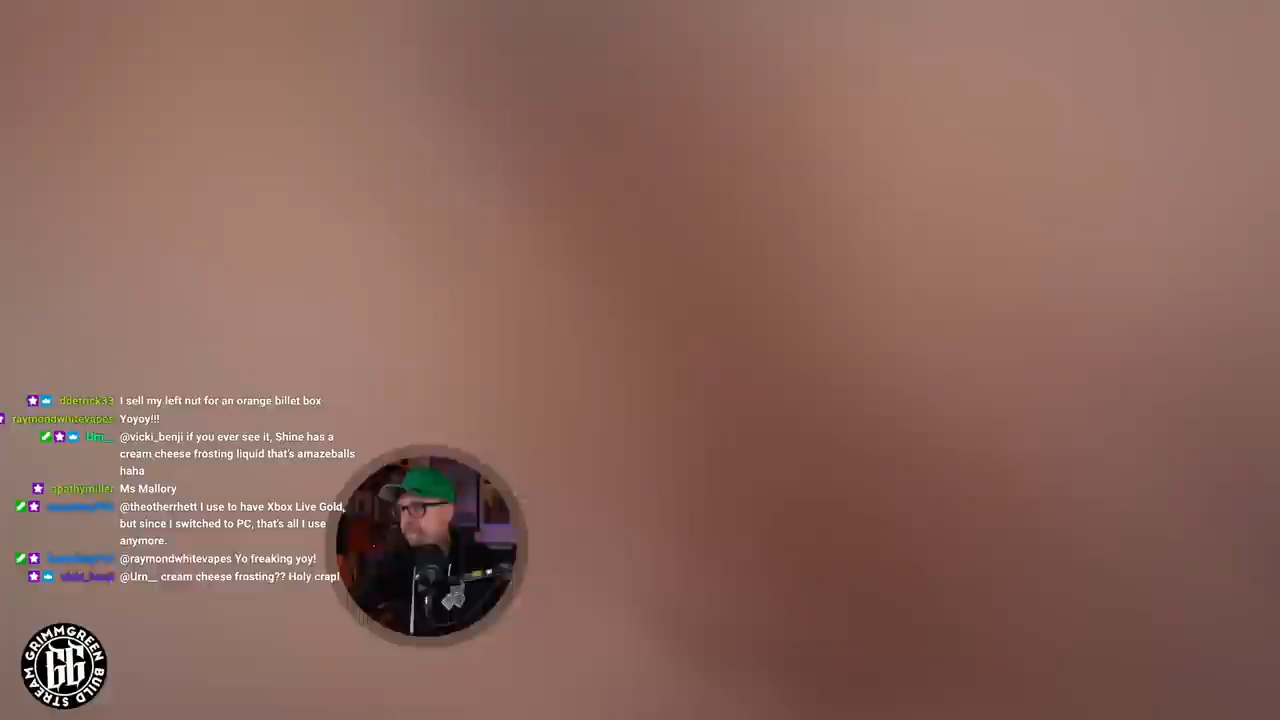 ddetrick33 I sell my left nut for an orange billet box
raymondwhitevapes Yoyoy!!!
Urn__ @vicki_benji if you ever see it, Shine has a
cream cheese frosting liquid that's amazeballs
haha
apathymiller Ms Mallory
@theotherrhett I use to have Xbox Live Gold,
but since I switched to PC, that's all I use
anymore.
@raymondwhitevapes Yo freaking yoy!
vicki_benji @Urn__ cream cheese frosting?? Holy crap!
GRIMMGREEN
GG
BUILD STREAM